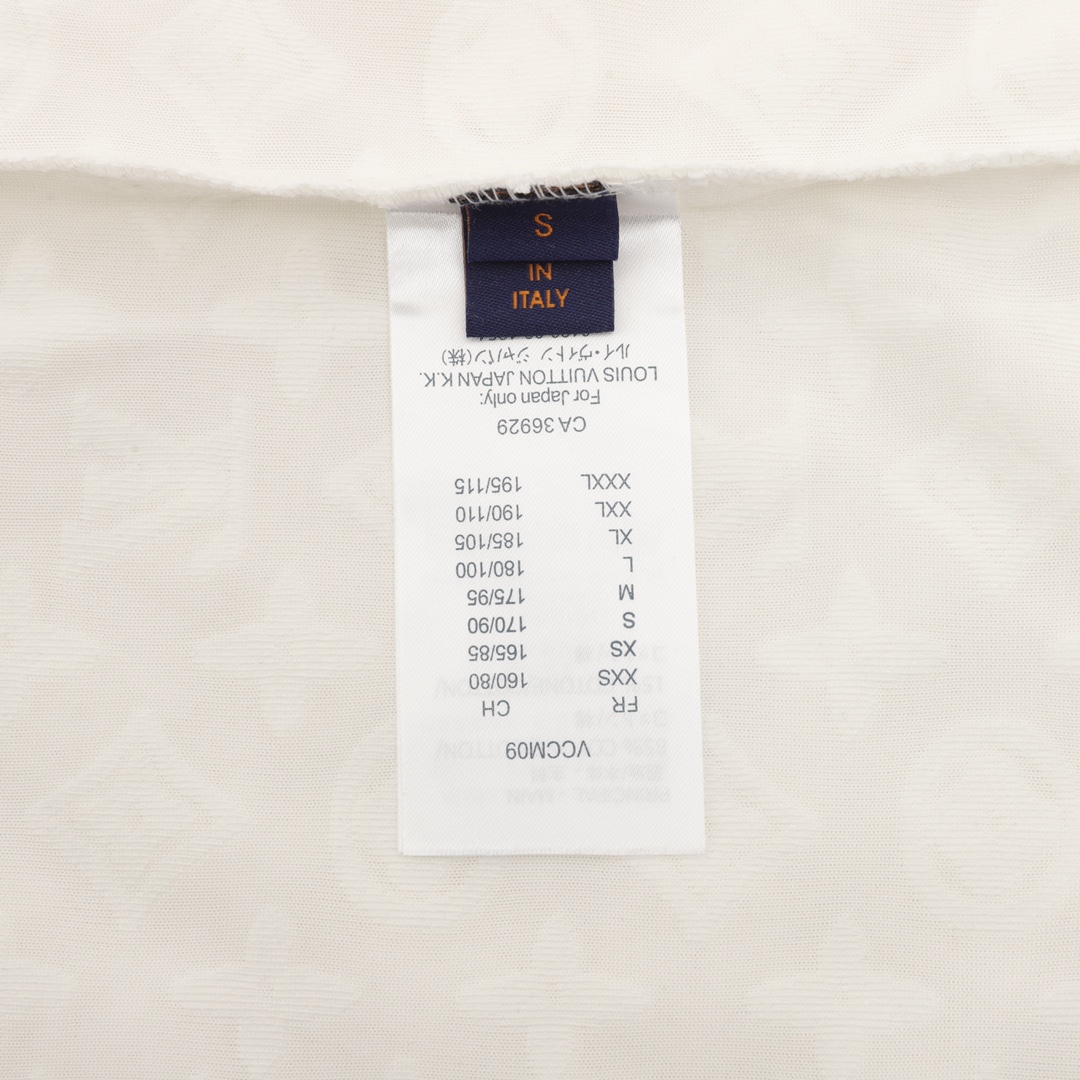 S
IN
ITALY
VCCM09
FR CH
XXS 160/80
XS 165/85
S 170/90
M 175/95
L 180/100
XL 185/105
XXL 190/110
XXXL 195/115
CA 36929
For Japan only:
LOUIS VUITTON JAPAN K.K.
ルイ・ヴィトン ジャパン(株)